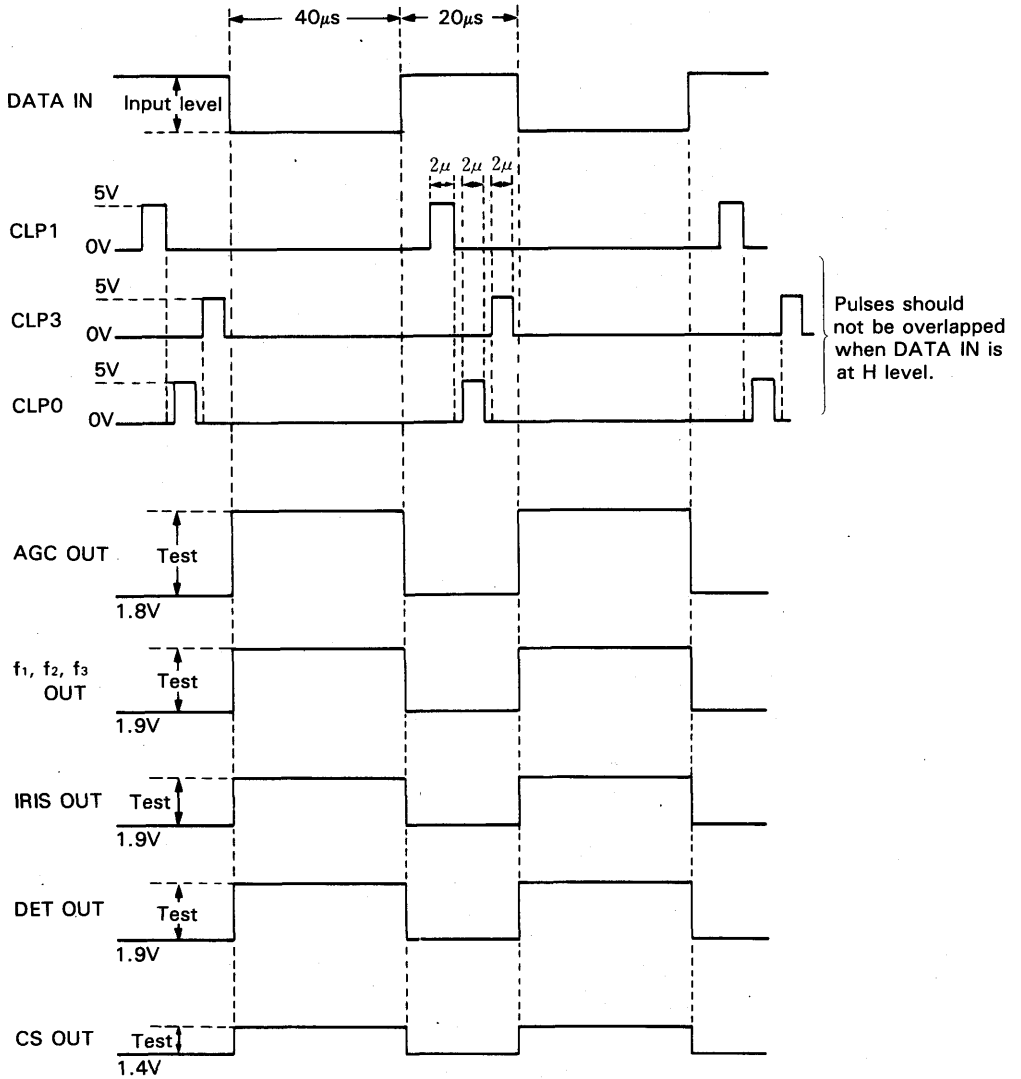 40μs
20μs
DATA IN
Input level
2μ 2μ 2μ
5V
CLP1
0V
5V
CLP3
0V
5V
CLP0
0V
Pulses should
not be overlapped
when DATA IN is
at H level.
AGC OUT
Test
1.8V
f₁, f₂, f₃
OUT
Test
1.9V
IRIS OUT
Test
1.9V
DET OUT
Test
1.9V
CS OUT
Test
1.4V